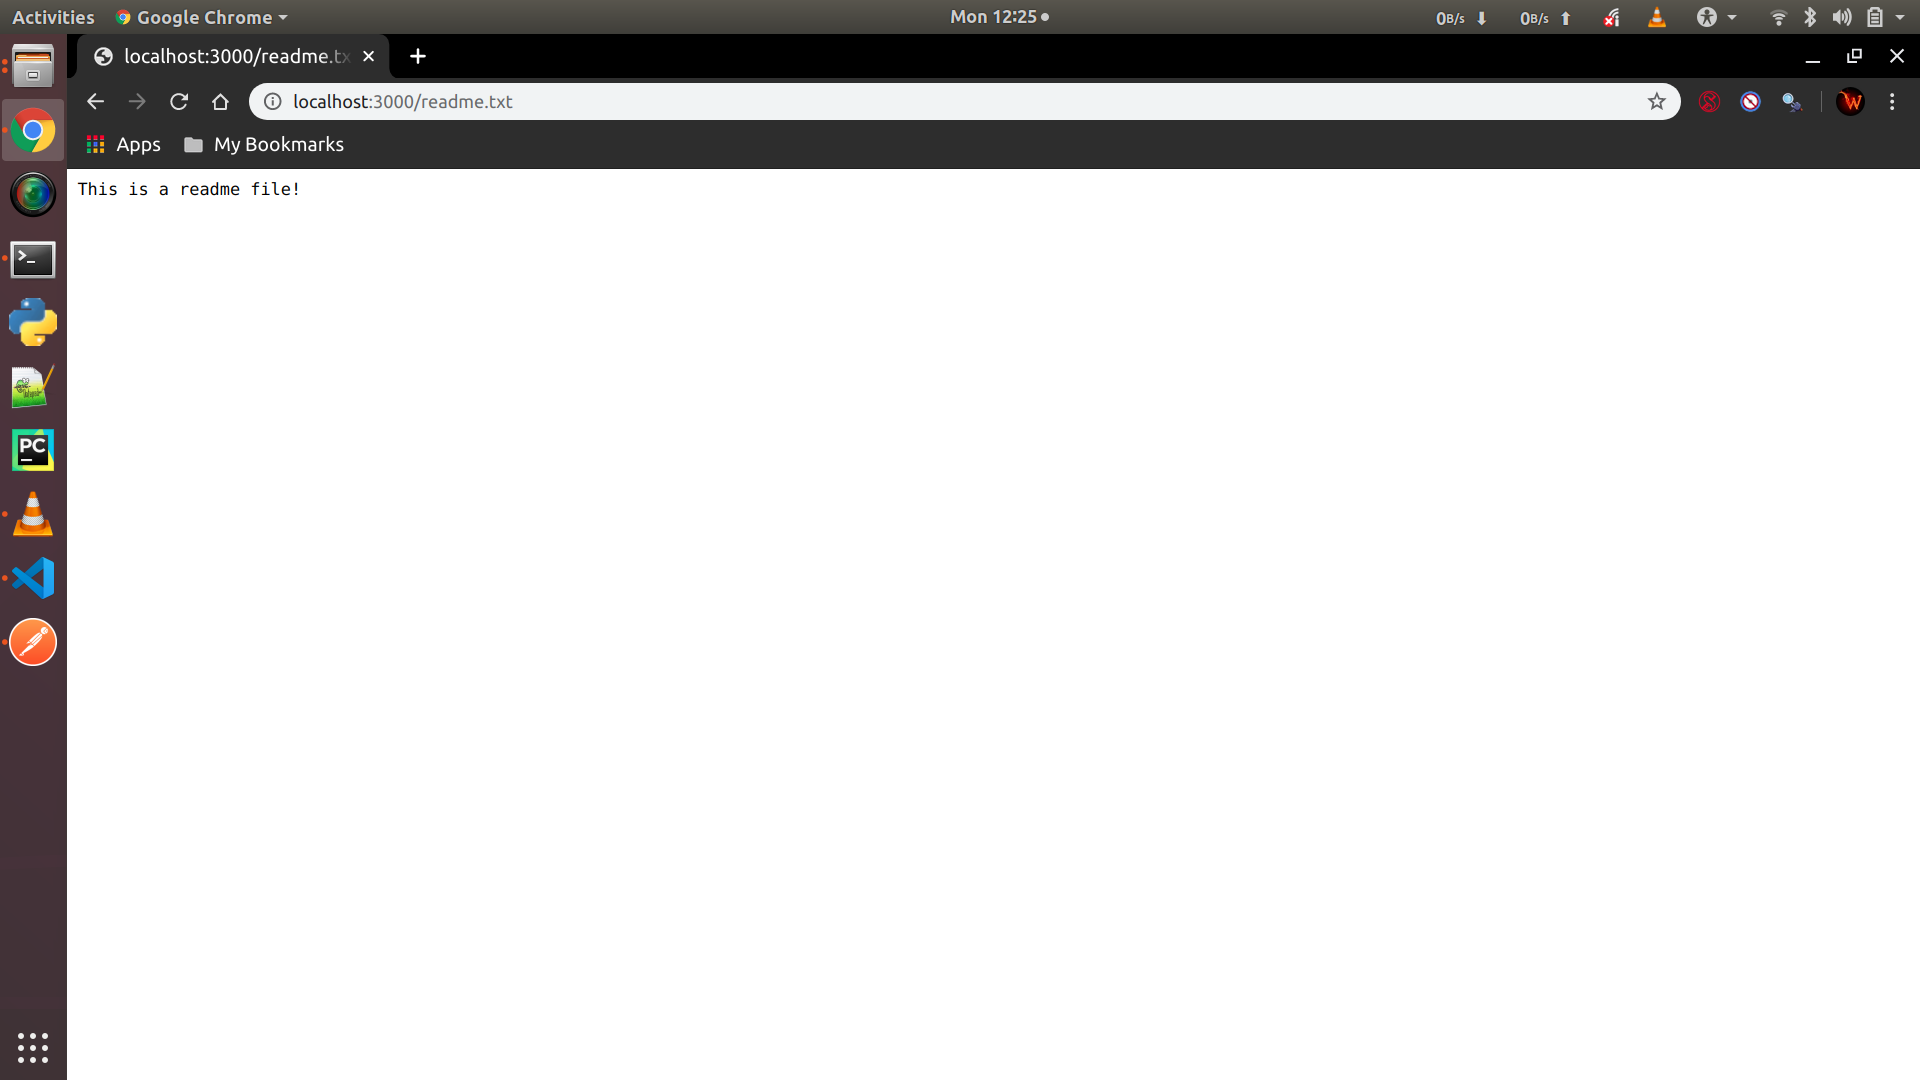 Activities Google Chrome Mon 12:25 0B/s 0B/s
localhost:3000/readme.tx
localhost:3000/readme.txt
Apps My Bookmarks
This is a readme file!
PC